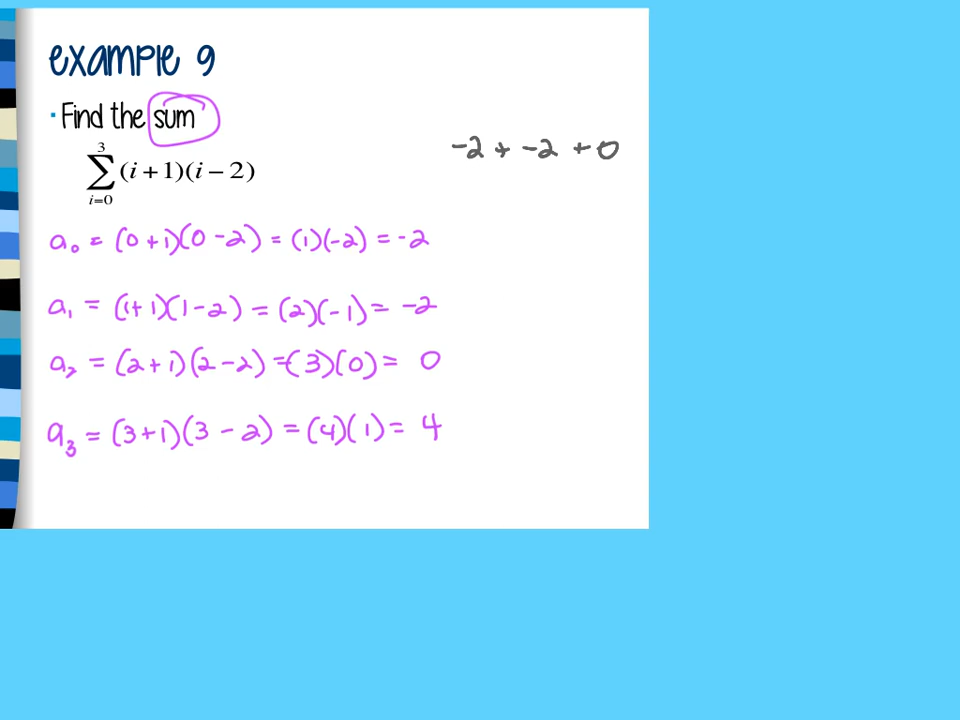 example 9
· Find the sum
-2 + -2 + 0
3
∑ (i + 1)(i − 2)
i=0
a₀ = (0 + 1)(0 - 2) = (1)(-2) = -2
a₁ = (1 + 1)(1 - 2) = (2)(-1) = -2
a₂ = (2 + 1)(2 - 2) = (3)(0) = 0
a₃ = (3 + 1)(3 - 2) = (4)(1) = 4